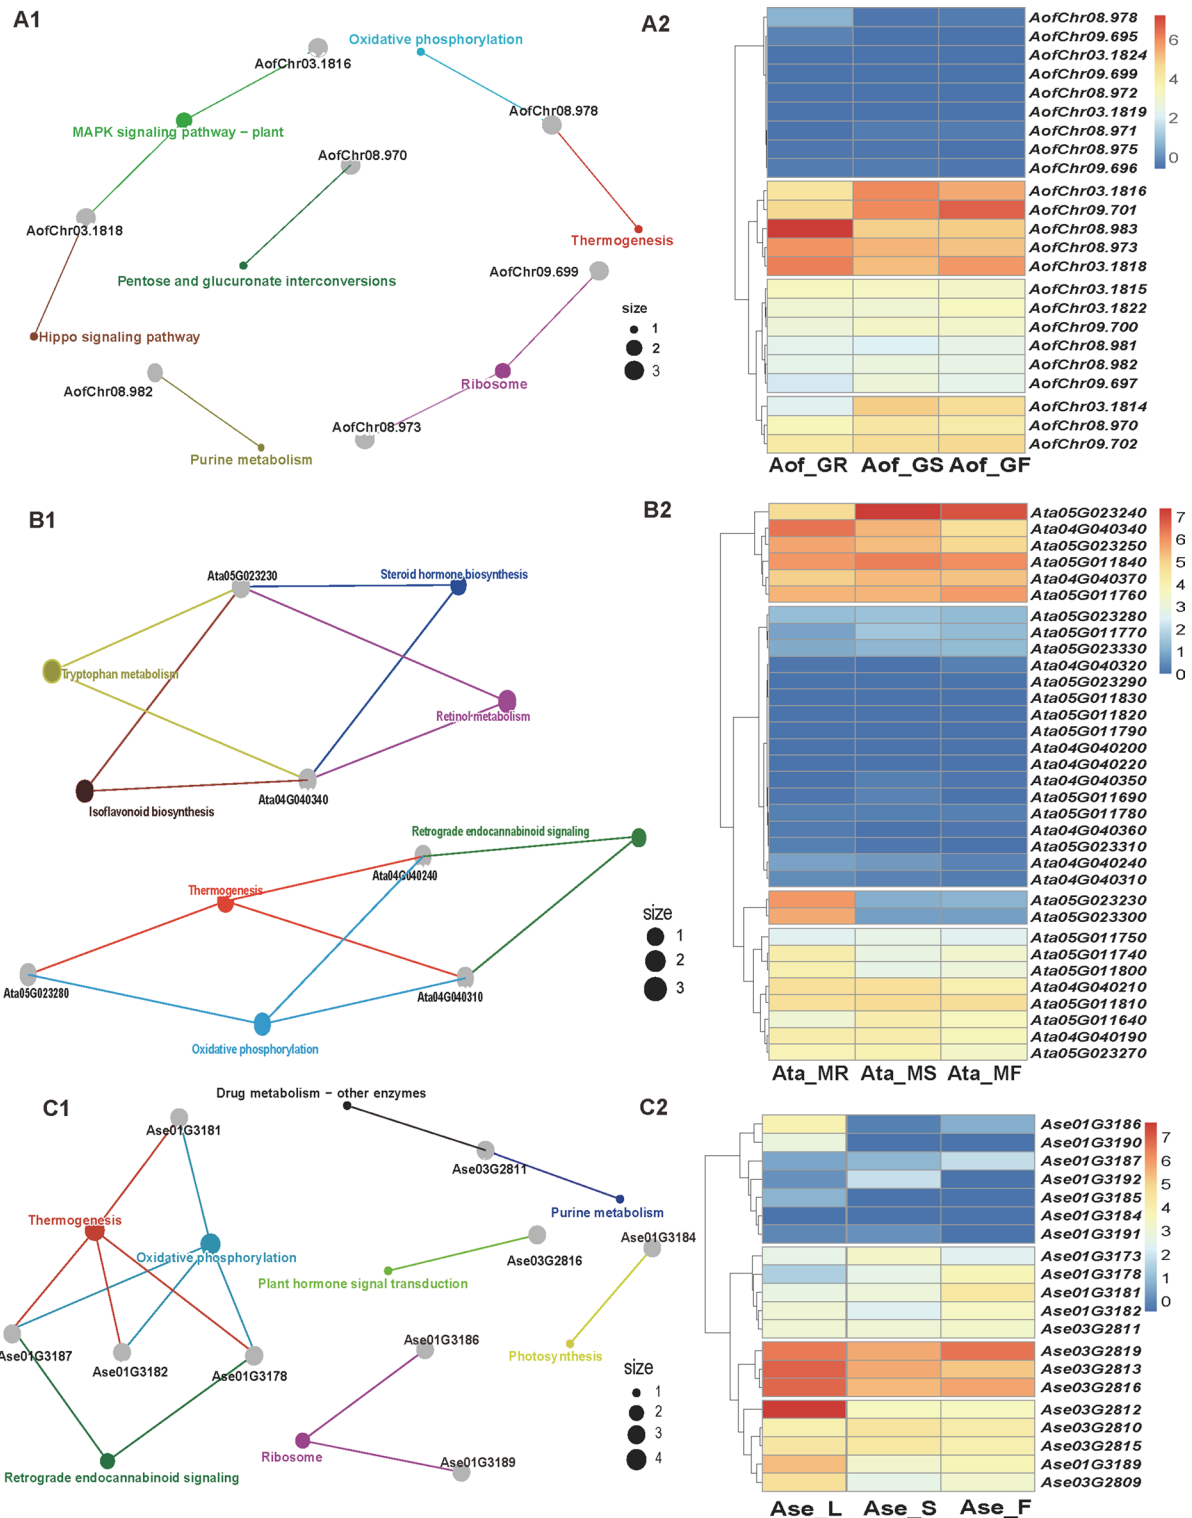 A1
Oxidative phosphorylation
AofChr03.1816
AofChr08.978
MAPK signaling pathway – plant
AofChr08.970
AofChr03.1818
Thermogenesis
AofChr09.699
Pentose and glucuronate interconversions
size
1
2
3
Hippo signaling pathway
AofChr08.982
Ribosome
AofChr08.973
Purine metabolism
A2
AofChr08.978
AofChr09.695
AofChr03.1824
AofChr09.699
AofChr08.972
AofChr03.1819
AofChr08.971
AofChr08.975
AofChr09.696
AofChr03.1816
AofChr09.701
AofChr08.983
AofChr08.973
AofChr03.1818
AofChr03.1815
AofChr03.1822
AofChr09.700
AofChr08.981
AofChr08.982
AofChr09.697
AofChr03.1814
AofChr08.970
AofChr09.702
Aof_GR Aof_GS Aof_GF
6
4
2
0
B1
Ata05G023230
Steroid hormone biosynthesis
Tryptophan metabolism
Retinol metabolism
Ata04G040340
Isoflavonoid biosynthesis
Retrograde endocannabinoid signaling
Ata04G040240
Thermogenesis
size
1
2
3
Ata05G023280
Ata04G040310
Oxidative phosphorylation
B2
Ata05G023240
Ata04G040340
Ata05G023250
Ata05G011840
Ata04G040370
Ata05G011760
Ata05G023280
Ata05G011770
Ata05G023330
Ata04G040320
Ata05G023290
Ata05G011830
Ata05G011820
Ata05G011790
Ata04G040200
Ata04G040220
Ata04G040350
Ata05G011690
Ata05G011780
Ata04G040360
Ata05G023310
Ata04G040240
Ata04G040310
Ata05G023230
Ata05G023300
Ata05G011750
Ata05G011740
Ata05G011800
Ata04G040210
Ata05G011810
Ata05G011640
Ata04G040190
Ata05G023270
Ata_MR Ata_MS Ata_MF
7
6
5
4
3
2
1
0
C1
Drug metabolism – other enzymes
Ase01G3181
Ase03G2811
Thermogenesis
Purine metabolism
Oxidative phosphorylation
Ase01G3184
Ase03G2816
Plant hormone signal transduction
Ase01G3186
Ase01G3187
Ase01G3182
Ase01G3178
Photosynthesis
size
1
2
3
4
Ribosome
Ase01G3189
Retrograde endocannabinoid signaling
C2
Ase01G3186
Ase01G3190
Ase01G3187
Ase01G3192
Ase01G3185
Ase01G3184
Ase01G3191
Ase01G3173
Ase01G3178
Ase01G3181
Ase01G3182
Ase03G2811
Ase03G2819
Ase03G2813
Ase03G2816
Ase03G2812
Ase03G2810
Ase03G2815
Ase01G3189
Ase03G2809
Ase_L Ase_S Ase_F
7
6
5
4
3
2
1
0